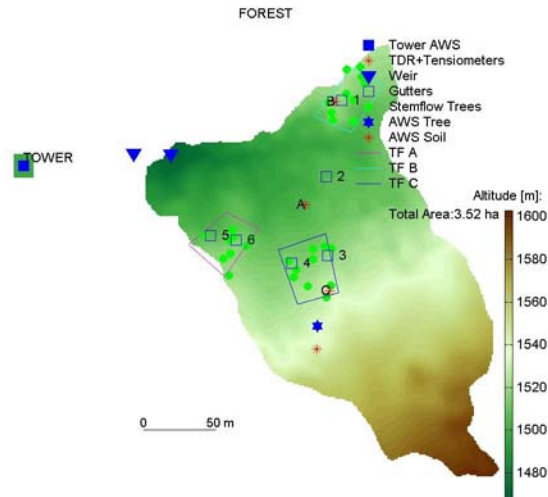 FOREST
Tower AWS
TDR+Tensiometers
Weir
Gutters
Stemflow Trees
AWS Tree
AWS Soil
TF A
TF B
TF C
Altitude [m]:
Total Area:3.52 ha
TOWER
B 1
2
A
5 6
4 3
C
0 50 m
1600
1580
1560
1540
1520
1500
1480